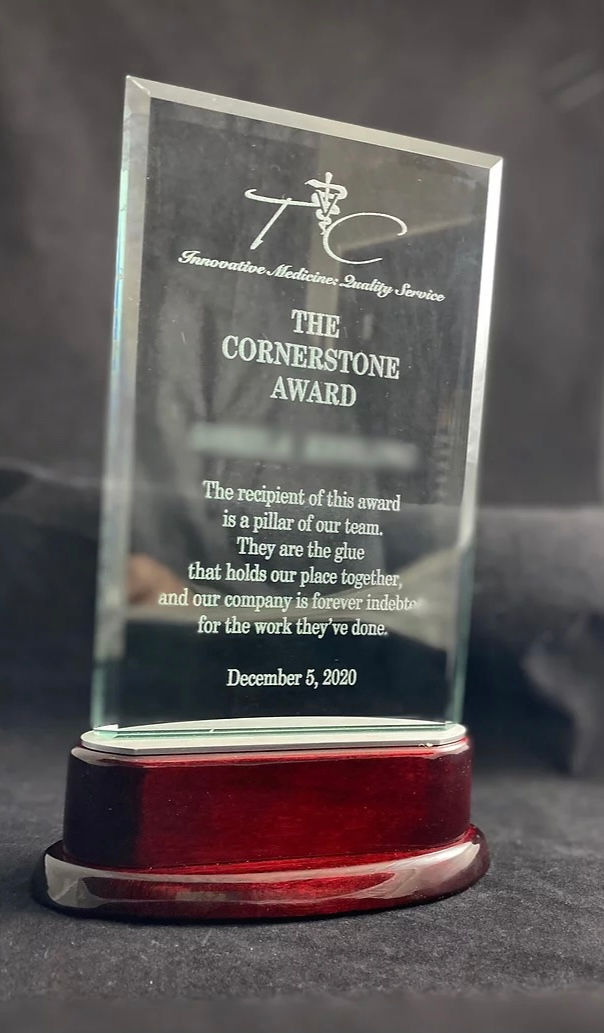 TC
Innovative Medicine; Quality Service
THE
CORNERSTONE
AWARD
The recipient of this award
is a pillar of our team.
They are the glue
that holds our place together,
and our company is forever indebte
for the work they've done.
December 5, 2020